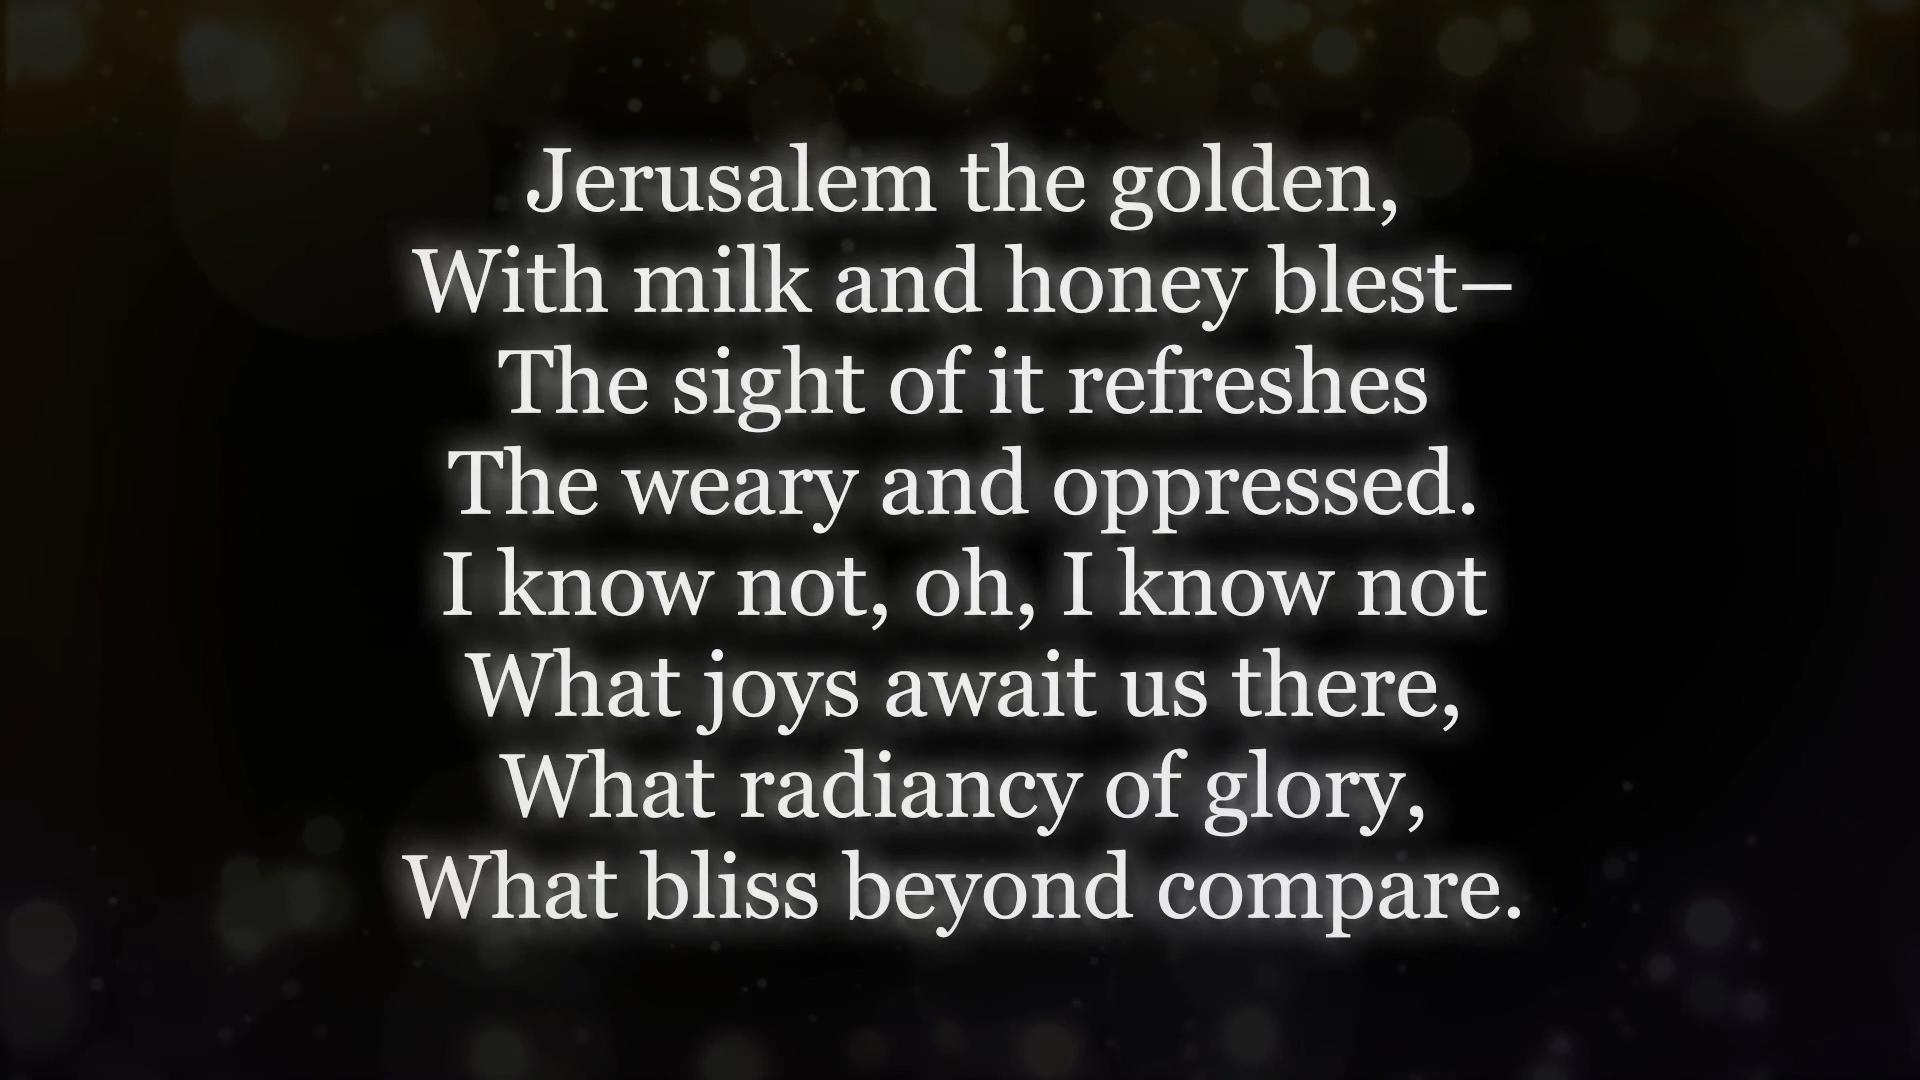 Jerusalem the golden,
With milk and honey blest–
The sight of it refreshes
The weary and oppressed.
I know not, oh, I know not
What joys await us there,
What radiancy of glory,
What bliss beyond compare.